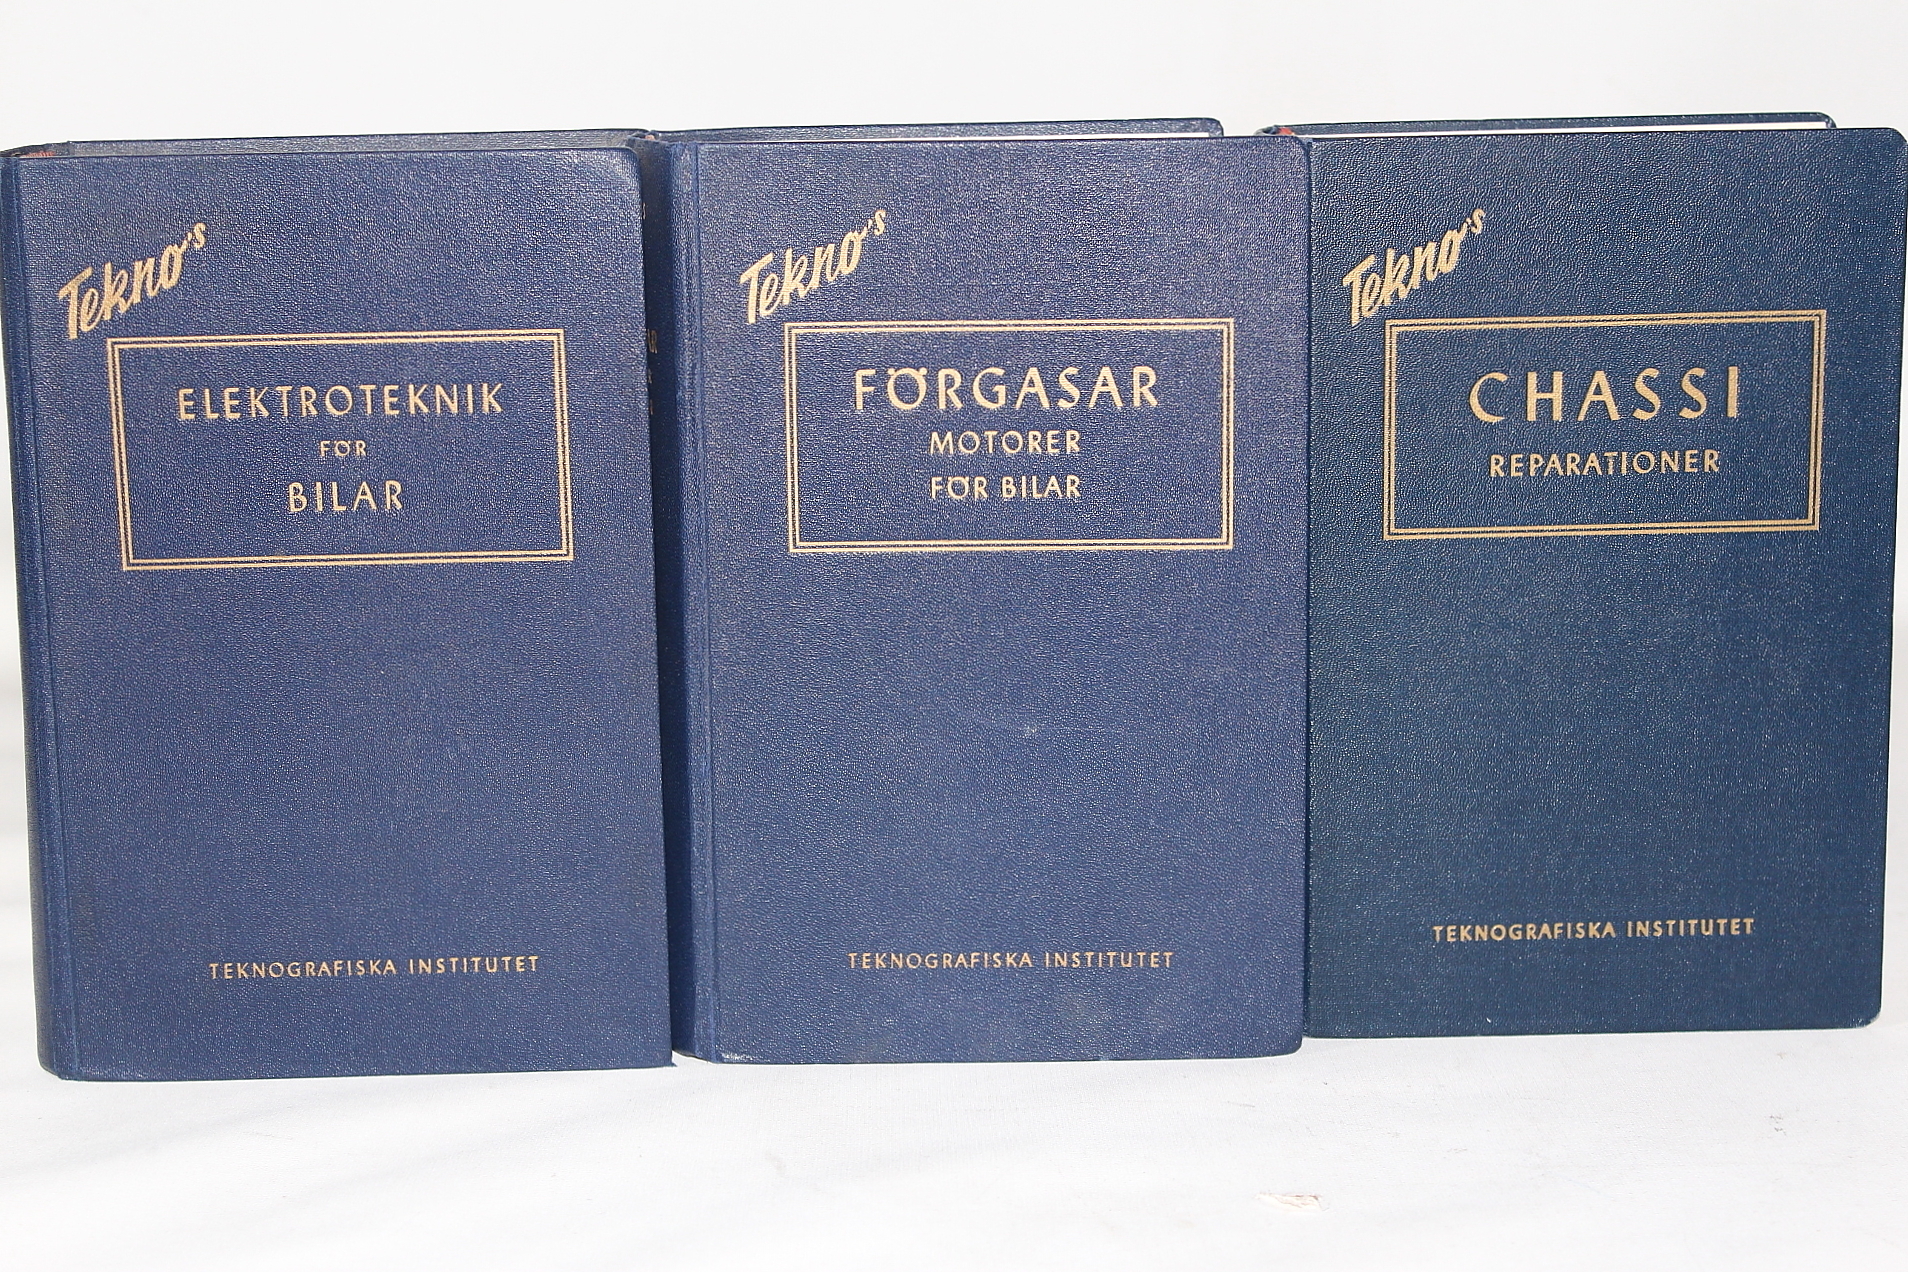 Tekno's
ELEKTROTEKNIK
FÖR
BILAR
TEKNOGRAFISKA INSTITUTET
Tekno's
FÖRGASAR
MOTORER
FÖR BILAR
TEKNOGRAFISKA INSTITUTET
Tekno's
CHASSI
REPARATIONER
TEKNOGRAFISKA INSTITUTET